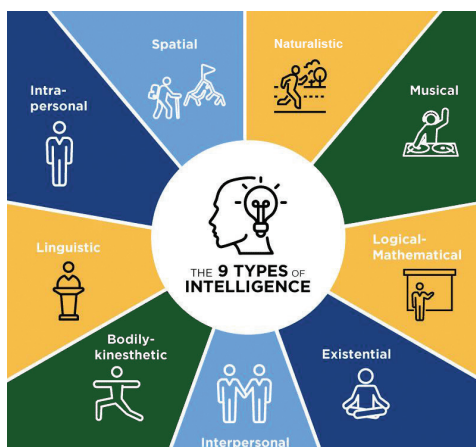 Spatial
Naturalistic
Intra-
personal
Musical
THE 9 TYPES OF
INTELLIGENCE
Linguistic
Logical-
Mathematical
Bodily-
kinesthetic
Existential
Interpersonal